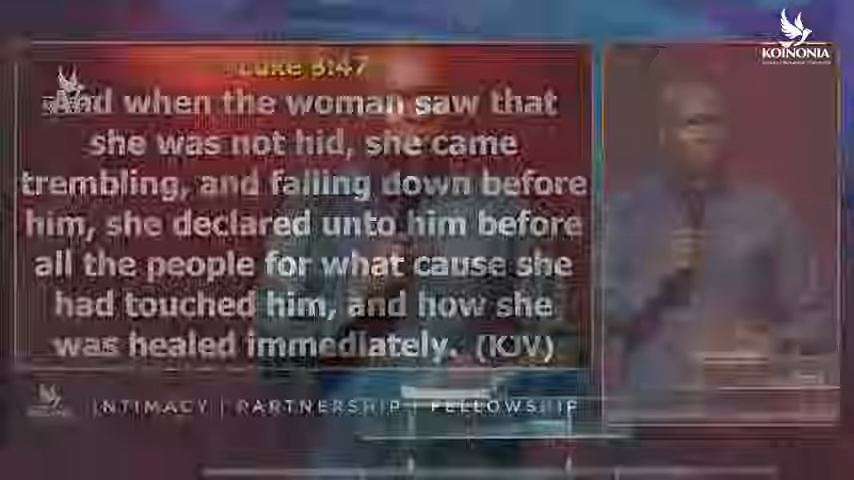 KOINONIA
Luke 8:47
And when the woman saw that
she was not hid, she came
trembling, and falling down before
him, she declared unto him before
all the people for what cause she
had touched him, and how she
was healed immediately. (KJV)
INTIMACY | PARTNERSHIP | FELLOWSHIP